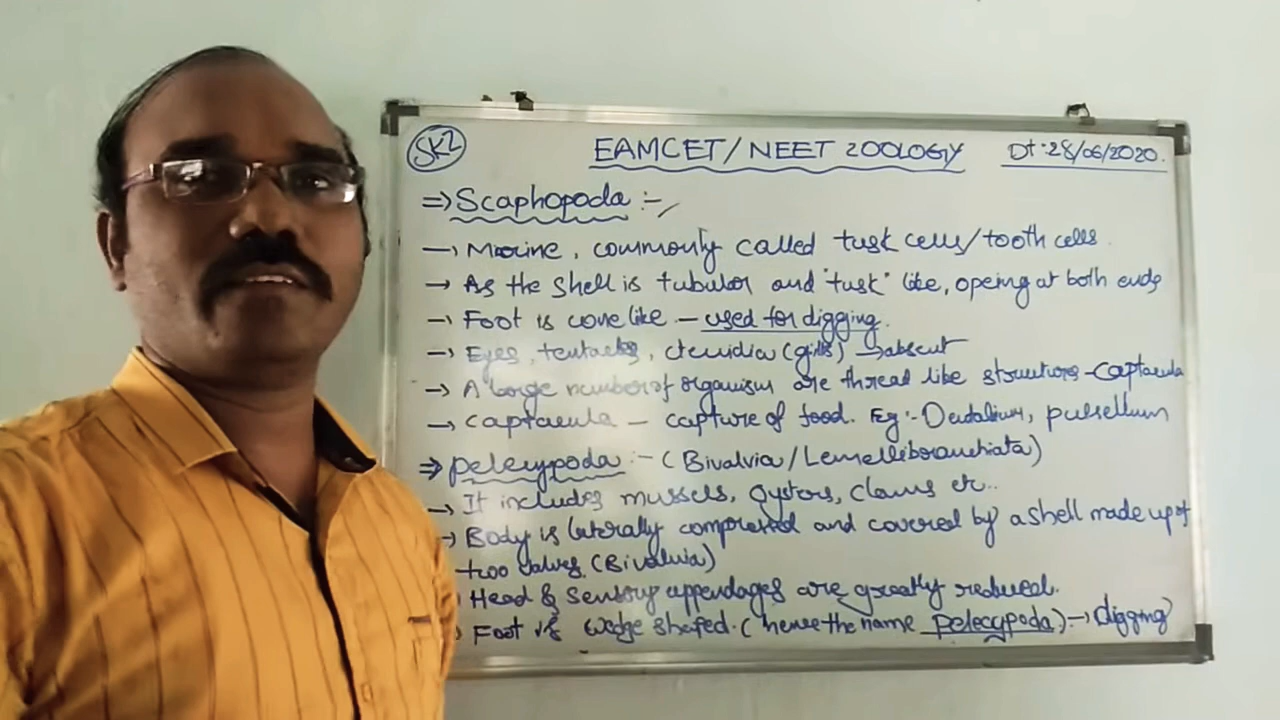 SKZ
EAMCET/NEET ZOOLOGY
Dt:28/06/2020.
⇒ Scaphopoda :-
→ Marine, commonly called tusk cells/tooth cells.
→ As the shell is tubular and "tusk" like, opening at both ends
→ Foot is cone like - used for digging.
→ Eyes, tentacles, ctenidia (gills) → absent
→ A large number of organism are thread like structures - captacula
→ captacula - capture of food. Eg:- Dentalium, pulsellum
⇒ pelecypoda :- (Bivalvia/Lemellibranchiata)
→ It includes mussels, oysters, clams etc..
→ Body is laterally compressed and covered by a shell made up of
two valves (Bivalvia)
Head & sensory appendages are greatly reduced.
Foot is wedge shaped. (hence the name pelecypoda) → digging